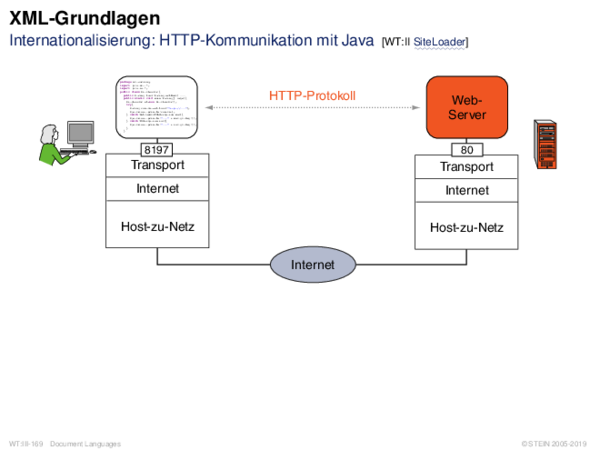 XML-Grundlagen
Internationalisierung: HTTP-Kommunikation mit Java [WT:II SiteLoader]
HTTP-Protokoll
Web-
Server
8197
80
Transport
Transport
Internet
Internet
Host-zu-Netz
Host-zu-Netz
Internet
WT:II-169 Document Languages
© STEIN 2005-2019